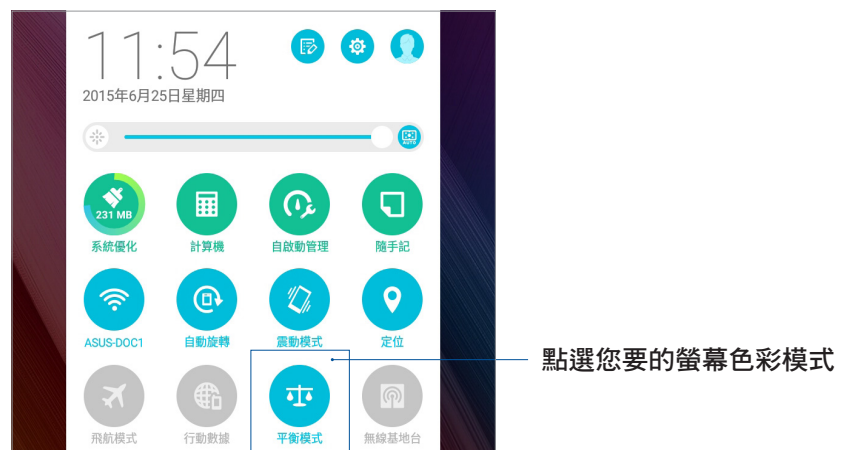 11:54
2015年6月25日星期四
AUTO
231 MB
系統優化 計算機 自啟動管理 隨手記
ASUS-DOC1 自動旋轉 震動模式 定位
點選您要的螢幕色彩模式
飛航模式 行動數據 平衡模式 無線基地台